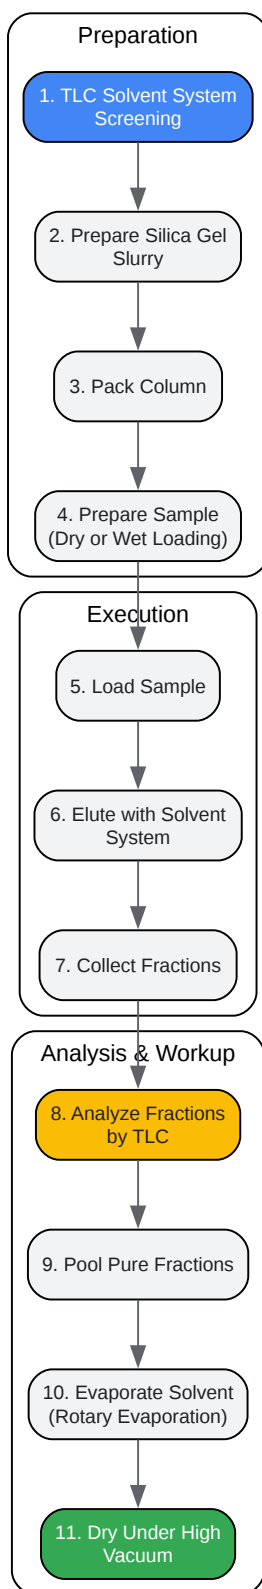 Preparation
1. TLC Solvent System
Screening
2. Prepare Silica Gel
Slurry
3. Pack Column
4. Prepare Sample
(Dry or Wet Loading)
Execution
5. Load Sample
6. Elute with Solvent
System
7. Collect Fractions
Analysis & Workup
8. Analyze Fractions
by TLC
9. Pool Pure Fractions
10. Evaporate Solvent
(Rotary Evaporation)
11. Dry Under High
Vacuum